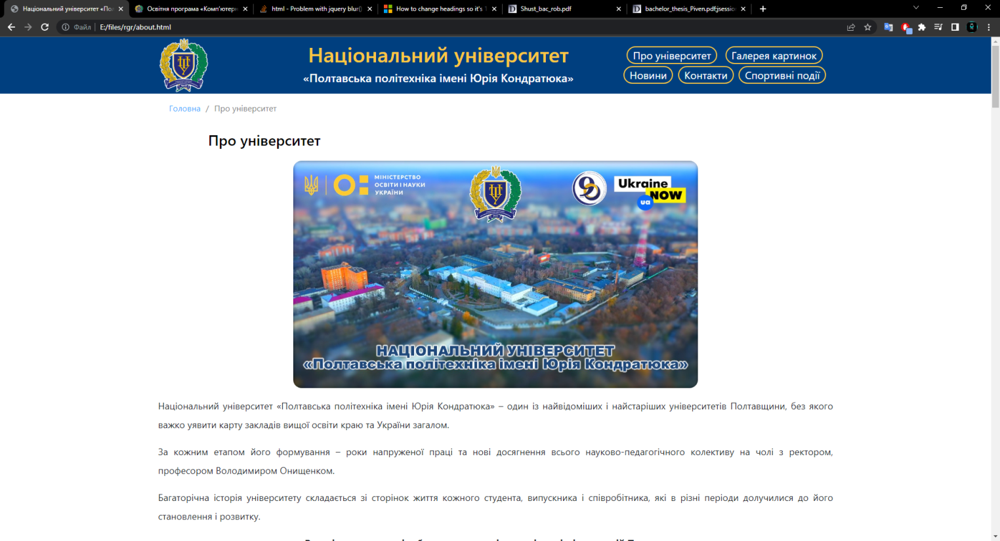 Національний університет «Пол
Освітня програма «Комп'ютерн
html - Problem with jquery blur()
How to change headings so it's 1
Shust_bac_rob.pdf
bachelor_thesis_Piven.pdf;jsessio
Файл E:/files/rgr/about.html
Національний університет
«Полтавська політехніка імені Юрія Кондратюка»
Про університет Галерея картинок
Новини Контакти Спортивні події
Головна / Про університет
Про університет
МІНІСТЕРСТВО
ОСВІТИ І НАУКИ
УКРАЇНИ
Ukraine
NOW
ua
НАЦІОНАЛЬНИЙ УНІВЕРСИТЕТ
«Полтавська політехніка імені Юрія Кондратюка»
Національний університет «Полтавська політехніка імені Юрія Кондратюка» – один із найвідоміших і найстаріших університетів Полтавщини, без якого
важко уявити карту закладів вищої освіти краю та України загалом.
За кожним етапом його формування – роки напруженої праці та нові досягнення всього науково-педагогічного колективу на чолі з ректором,
професором Володимиром Онищенком.
Багаторічна історія університету складається зі сторінок життя кожного студента, випускника і співробітника, які в різні періоди долучилися до його
становлення і розвитку.